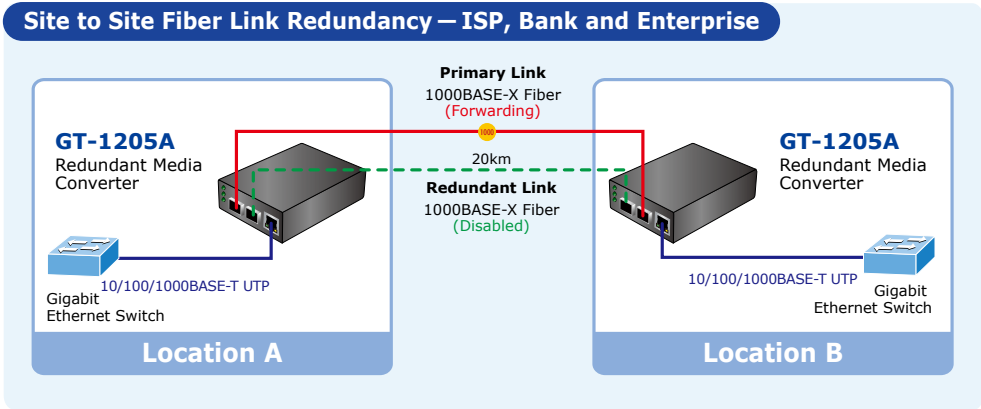 Site to Site Fiber Link Redundancy — ISP, Bank and Enterprise
Primary Link
1000BASE-X Fiber
(Forwarding)
1000
20km
Redundant Link
1000BASE-X Fiber
(Disabled)
GT-1205A
Redundant Media
Converter
10/100/1000BASE-T UTP
Gigabit
Ethernet Switch
Location A
GT-1205A
Redundant Media
Converter
10/100/1000BASE-T UTP
Gigabit
Ethernet Switch
Location B